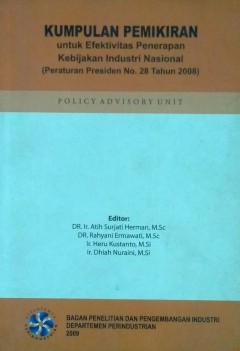 KUMPULAN PEMIKIRAN
untuk Efektivitas Penerapan
Kebijakan Industri Nasional
(Peraturan Presiden No. 28 Tahun 2008)
POLICY ADVISORY UNIT
Editor:
DR. Ir. Atih Surjati Herman, M.Sc
DR. Rahyani Ermawati, M.Sc
Ir. Heru Kustanto, M.Si
Ir. Dhiah Nuraini, M.Si
BADAN PENELITIAN DAN PENGEMBANGAN INDUSTRI
DEPARTEMEN PERINDUSTRIAN
2009